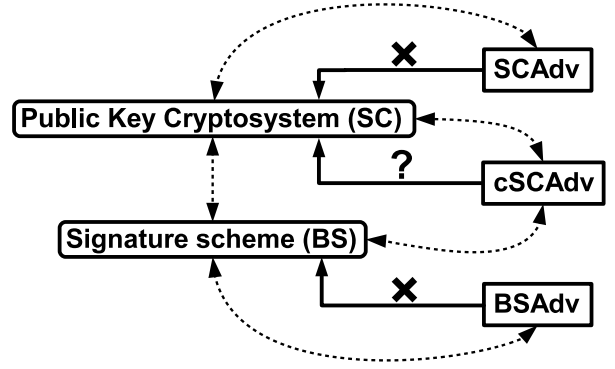 SCAdv
Public Key Cryptosystem (SC)
?
cSCAdv
Signature scheme (BS)
BSAdv